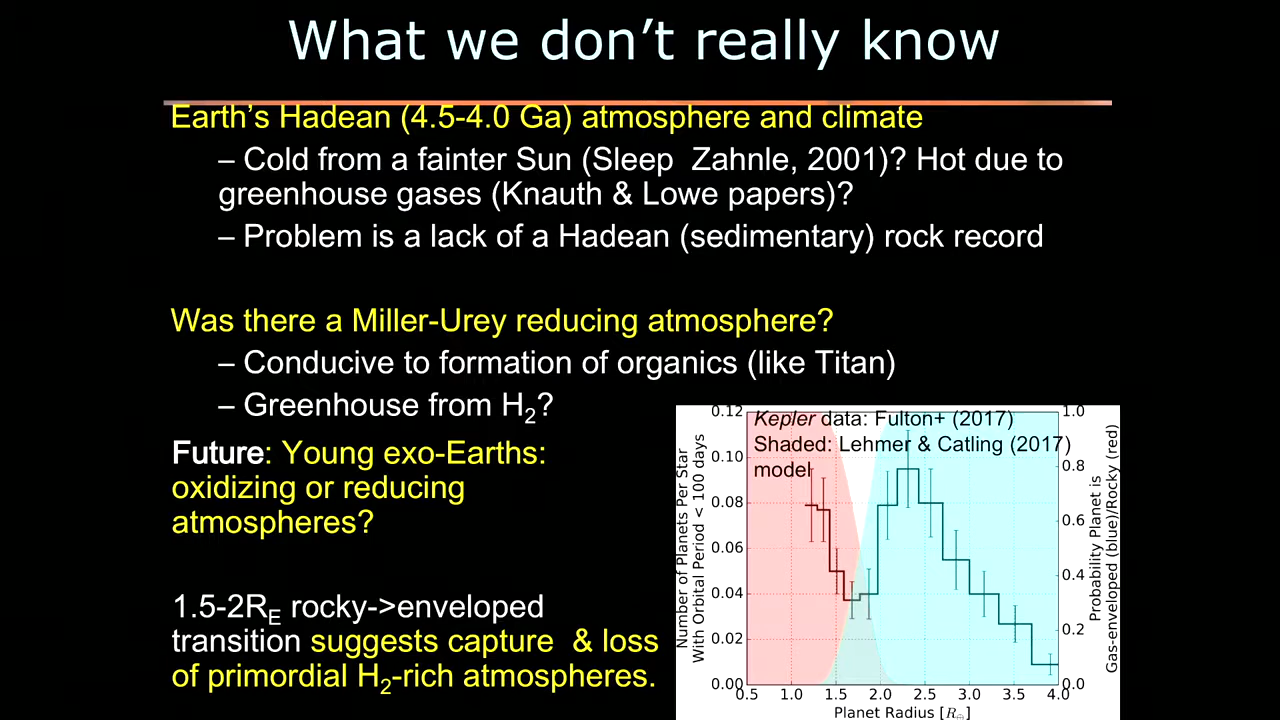 What we don't really know
Earth's Hadean (4.5-4.0 Ga) atmosphere and climate
– Cold from a fainter Sun (Sleep Zahnle, 2001)? Hot due to
greenhouse gases (Knauth & Lowe papers)?
– Problem is a lack of a Hadean (sedimentary) rock record
Was there a Miller-Urey reducing atmosphere?
– Conducive to formation of organics (like Titan)
– Greenhouse from H₂?
Future: Young exo-Earths:
oxidizing or reducing
atmospheres?
1.5-2R_E rocky->enveloped
transition suggests capture & loss
of primordial H₂-rich atmospheres.
Kepler data: Fulton+ (2017)
Shaded: Lehmer & Catling (2017)
model
Number of Planets Per Star
With Orbital Period < 100 days
0.12
0.10
0.08
0.06
0.04
0.02
0.00
1.0
0.8
0.6
0.4
0.2
0.0
Probability Planet is
Gas-enveloped (blue)/Rocky (red)
0.5 1.0 1.5 2.0 2.5 3.0 3.5 4.0
Planet Radius [R⊕]